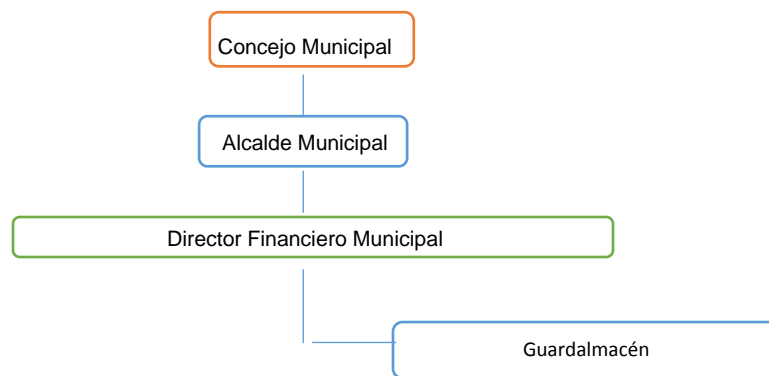 Concejo Municipal
Alcalde Municipal
Director Financiero Municipal
Guardalmacén